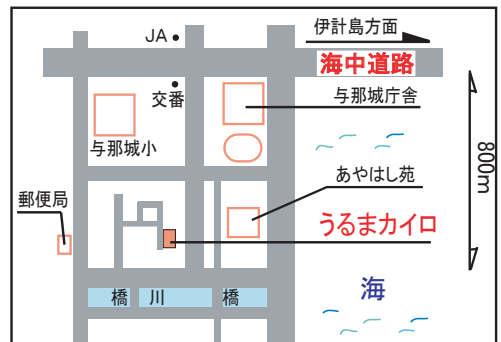 伊計島方面
JA
海中道路
交番
与那城庁舎
与那城小
800m
あやはし苑
郵便局
うるまカイロ
海
橋 川 橋